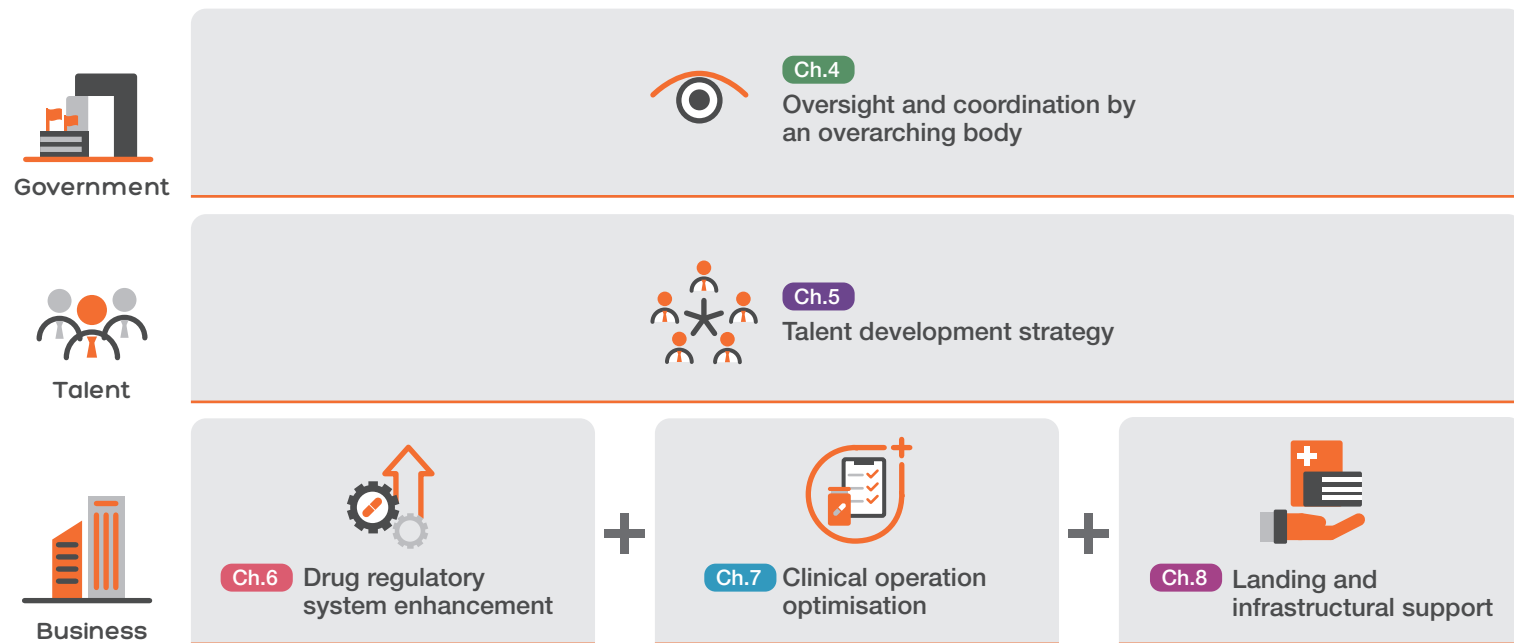 Government
Ch.4
Oversight and coordination by
an overarching body
Talent
Ch.5
Talent development strategy
Business
Ch.6
Drug regulatory
system enhancement
Ch.7
Clinical operation
optimisation
Ch.8
Landing and
infrastructural support